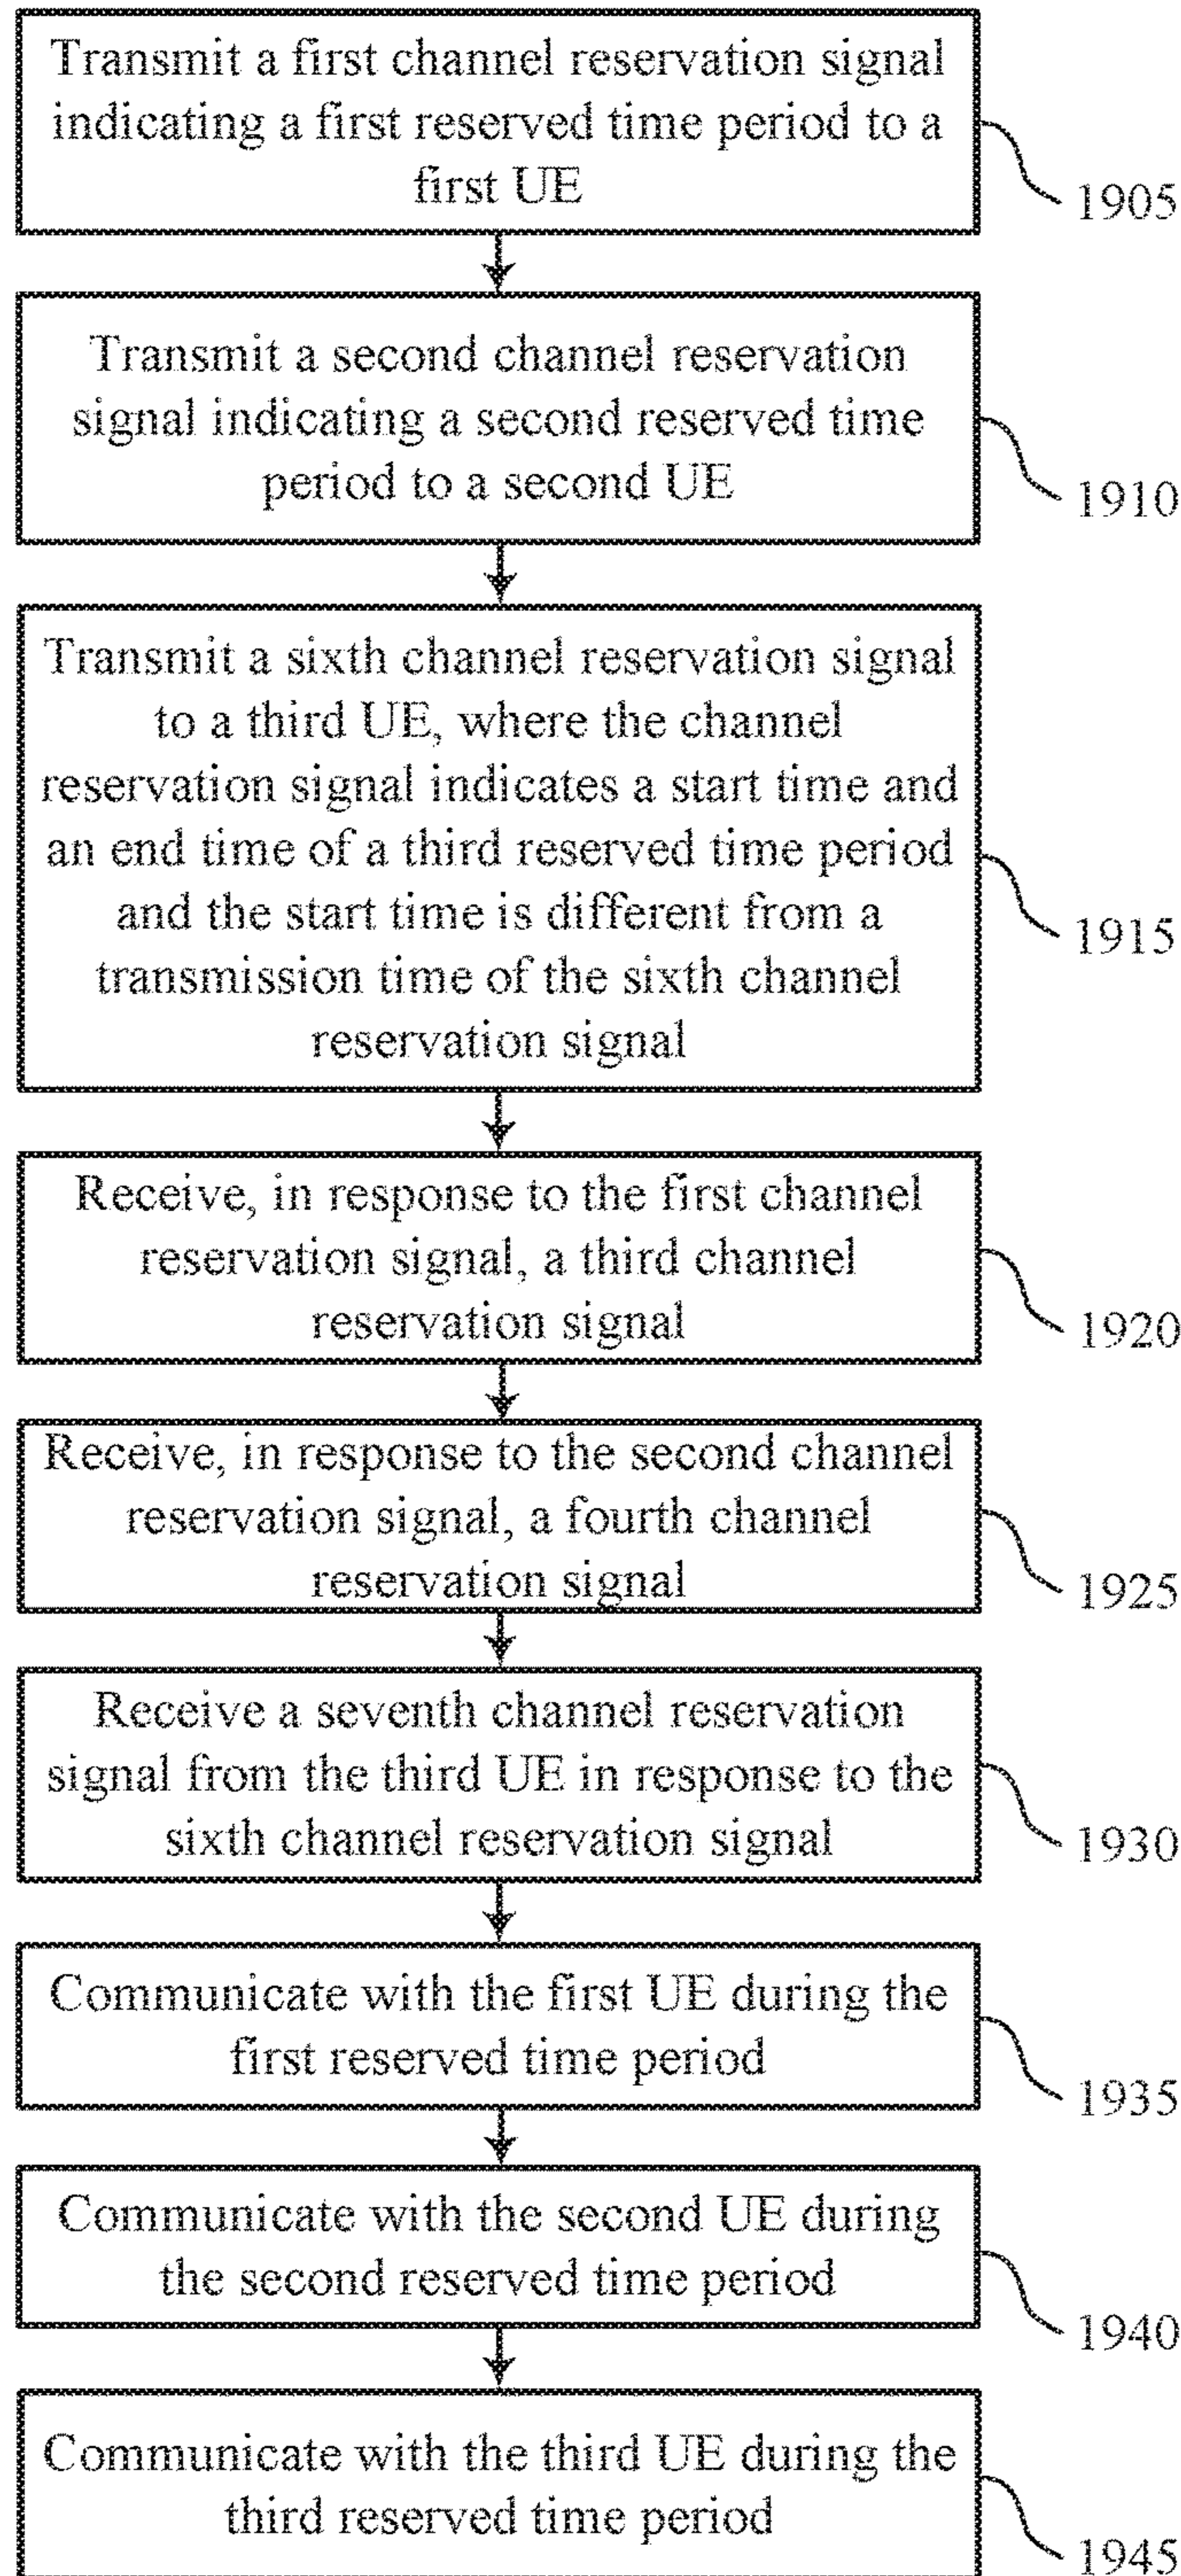 Transmit a first channel reservation signal
indicating a first reserved time period to a
first UE
1905
Transmit a second channel reservation
signal indicating a second reserved time
period to a second UE
1910
Transmit a sixth channel reservation signal
to a third UE, where the channel
reservation signal indicates a start time and
an end time of a third reserved time period
and the start time is different from a
transmission time of the sixth channel
reservation signal
1915
Receive, in response to the first channel
reservation signal, a third channel
reservation signal
1920
Receive, in response to the second channel
reservation signal, a fourth channel
reservation signal
1925
Receive a seventh channel reservation
signal from the third UE in response to the
sixth channel reservation signal
1930
Communicate with the first UE during the
first reserved time period
1935
Communicate with the second UE during
the second reserved time period
1940
Communicate with the third UE during the
third reserved time period
1945